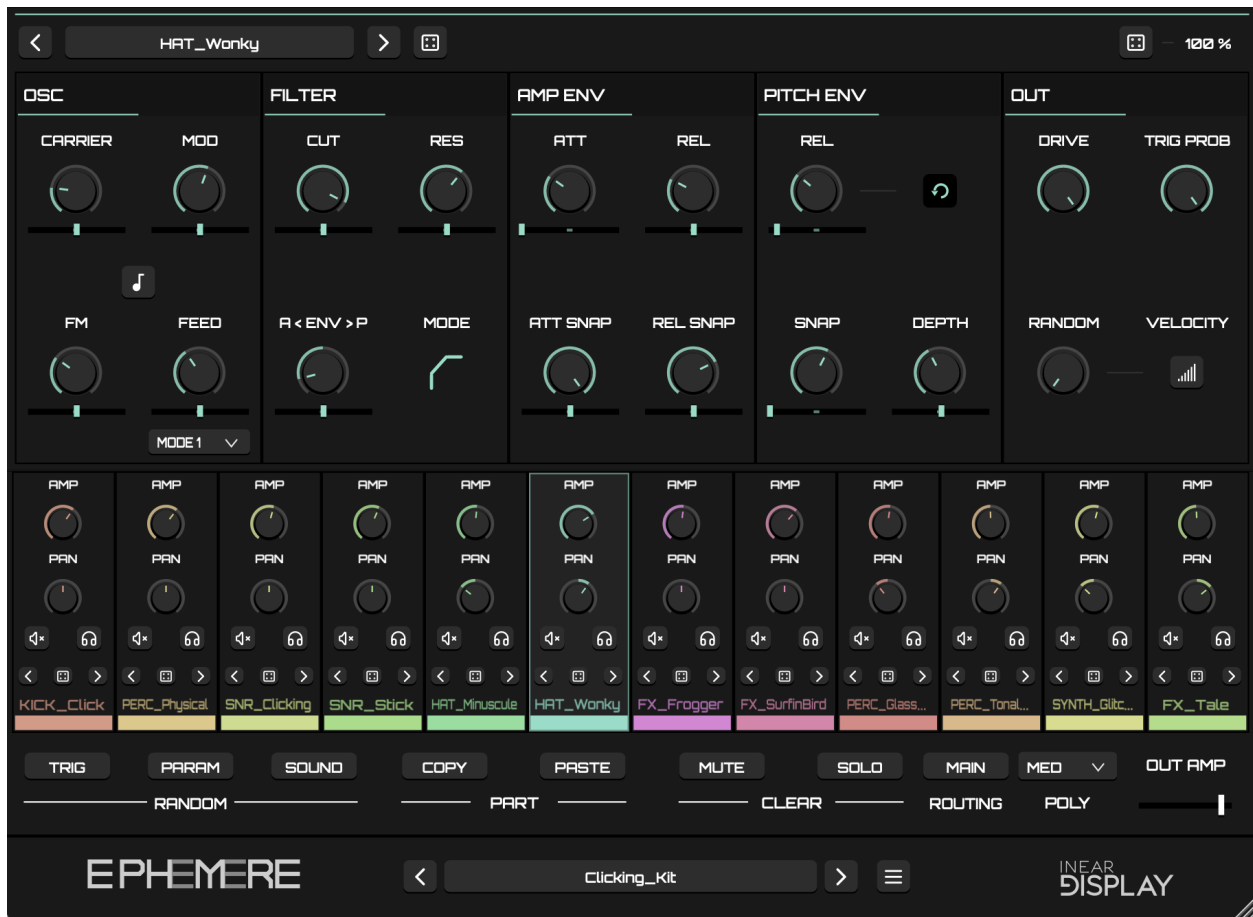 HAT_Wonky
100 %
OSC FILTER AMP ENV PITCH ENV OUT
CARRIER MOD CUT RES ATT REL REL DRIVE TRIG PROB
FM FEED A < ENV > P MODE ATT SNAP REL SNAP SNAP DEPTH RANDOM VELOCITY
MODE 1
AMP AMP AMP AMP AMP AMP AMP AMP AMP AMP AMP AMP
PAN PAN PAN PAN PAN PAN PAN PAN PAN PAN PAN PAN
KICK_Click PERC_Physical SNR_Clicking SNR_Stick HAT_Minuscule HAT_Wonky FX_Frogger FX_SurfinBird PERC_Glass... PERC_Tonal... SYNTH_Glitc... FX_Tale
TRIG PARAM SOUND COPY PASTE MUTE SOLO MAIN MED OUT AMP
RANDOM PART CLEAR ROUTING POLY
EPHEMERE
Clicking_Kit
INEAR
DISPLAY